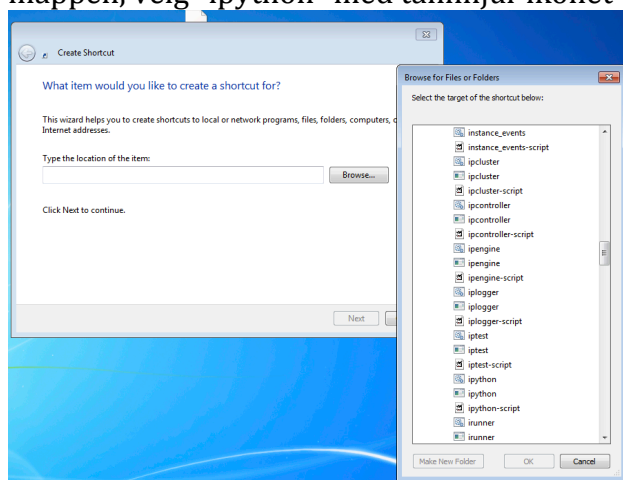 mappen, velg "ipython" med tannhjul ikonet
Create Shortcut
What item would you like to create a shortcut for?
This wizard helps you to create shortcuts to local or network programs, files, folders, computers,
Internet addresses.
Type the location of the item:
Browse...
Click Next to continue.
Next
Browse for Files or Folders
Select the target of the shortcut below:
instance_events
instance_events-script
ipcluster
ipcluster
ipcluster-script
ipcontroller
ipcontroller
ipcontroller-script
ipengine
ipengine
ipengine-script
iplogger
iplogger
iplogger-script
iptest
iptest
iptest-script
ipython
ipython
ipython-script
irunner
irunner
Make New Folder
OK
Cancel